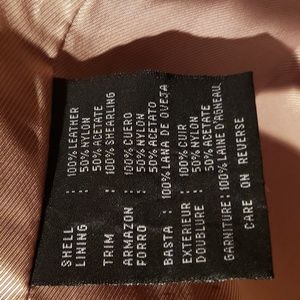 SHELL : 100% LEATHER
LINING : 50% NYLON
50% ACETATE
TRIM : 100% SHEARLING
ARMAZON : 100% CUERO
FORRO : 50% NYLON
50% ACETATO
BASTA : 100% LANA DE OVEJA
EXTERIEUR : 100% CUIR
DOUBLURE : 50% NYLON
50% ACETATE
GARNITURE: 100% LAINE D'AGNEAU
CARE ON REVERSE